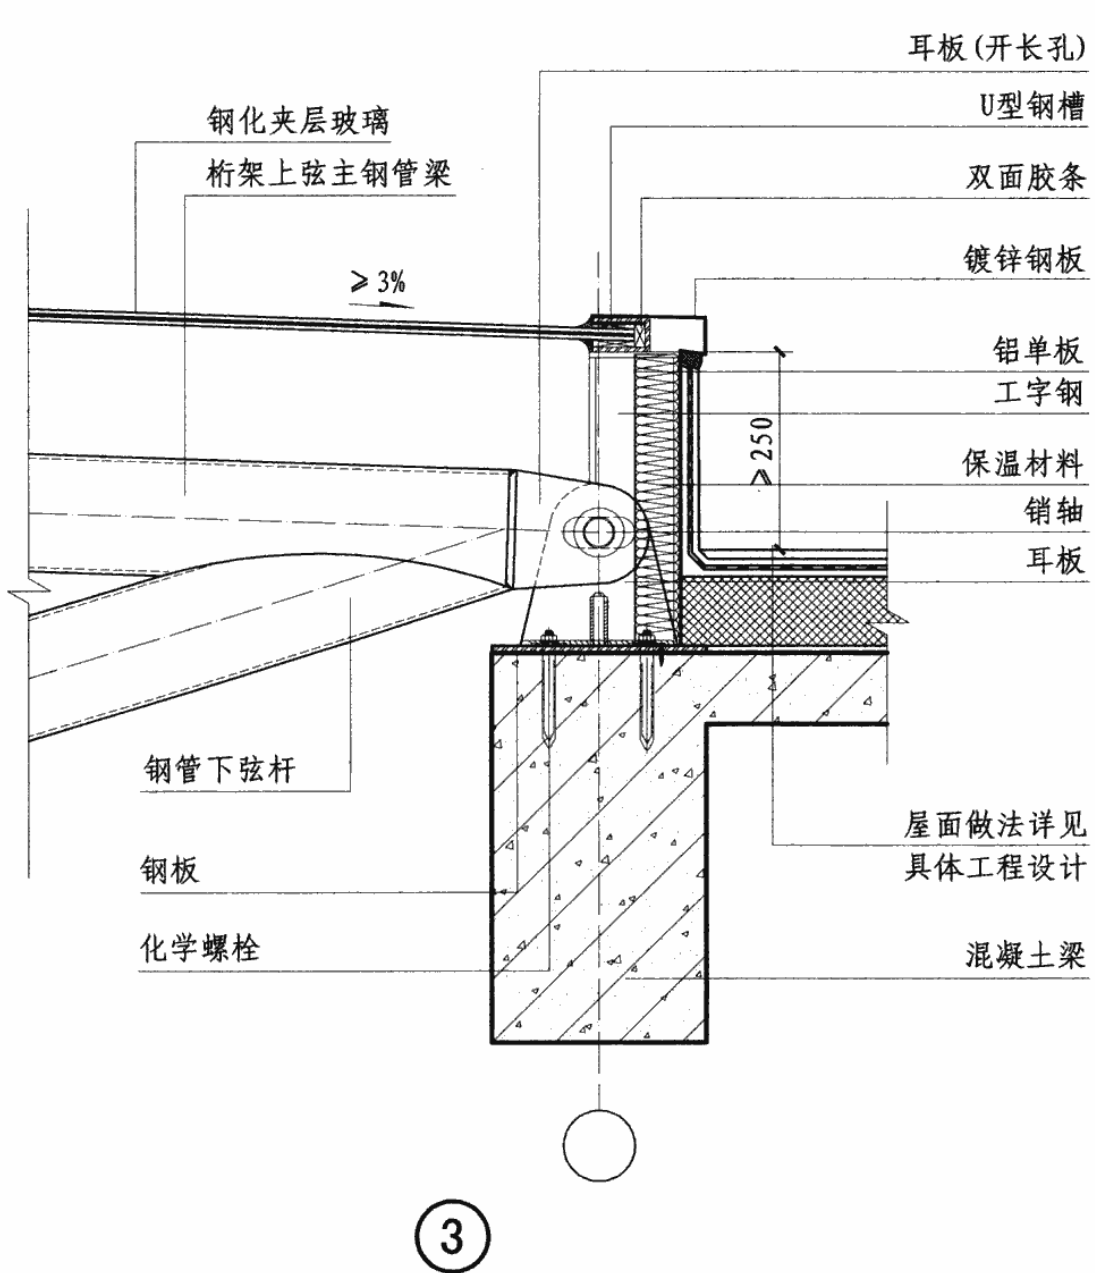 耳板(开长孔)
U型钢槽
钢化夹层玻璃
桁架上弦主钢管梁
双面胶条
镀锌钢板
≥3%
铝单板
工字钢
≥250
保温材料
销轴
耳板
钢管下弦杆
屋面做法详见
具体工程设计
钢板
化学螺栓
混凝土梁
3